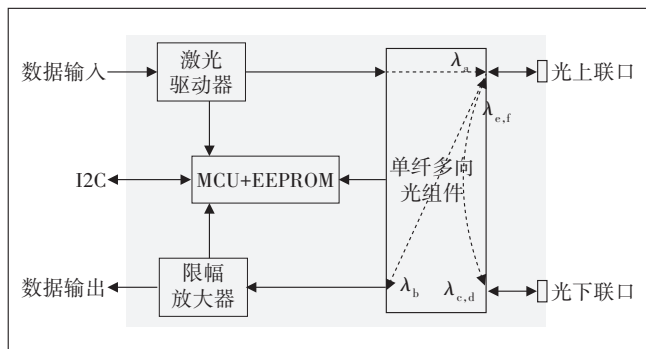 数据输入
激光
驱动器
λa
光上联口
λe,f
I2C
MCU+EEPROM
单纤多向
光组件
数据输出
限幅
放大器
λb
λc,d
光下联口